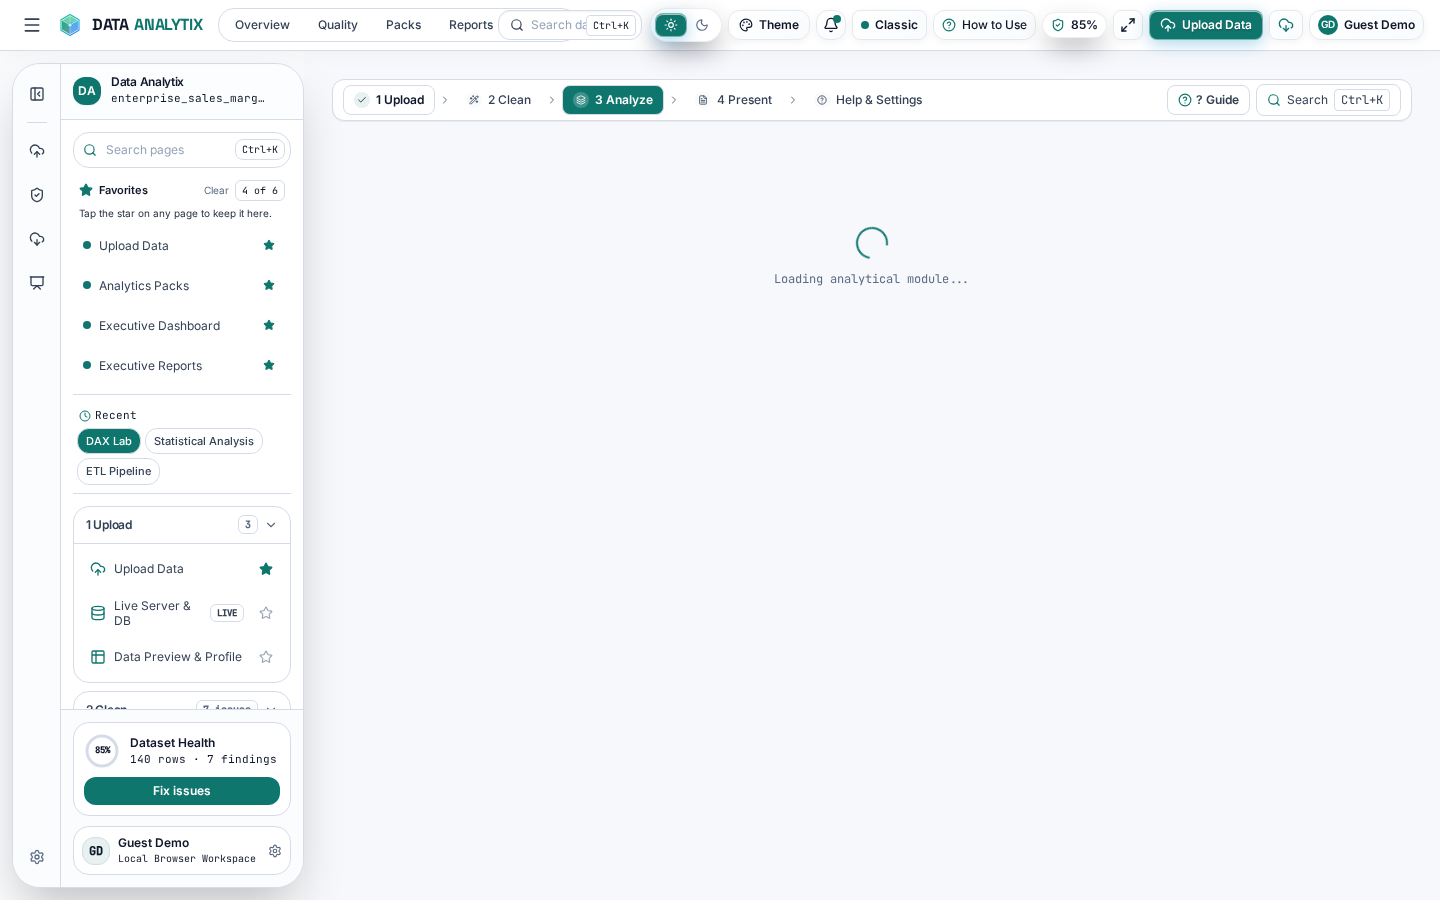 DATA ANALYTIX
Overview Quality Packs Reports
Search da Ctrl+K
Theme
Classic
How to Use
85%
Upload Data
GD Guest Demo
DA Data Analytix
enterprise_sales_marg…
Search pages Ctrl+K
Favorites Clear 4 of 6
Tap the star on any page to keep it here.
Upload Data
Analytics Packs
Executive Dashboard
Executive Reports
Recent
DAX Lab Statistical Analysis
ETL Pipeline
1 Upload 3
Upload Data
Live Server & DB LIVE
Data Preview & Profile
2 Clean 7 issues
85% Dataset Health
140 rows · 7 findings
Fix issues
GD Guest Demo
Local Browser Workspace
1 Upload 2 Clean 3 Analyze 4 Present Help & Settings
? Guide Search Ctrl+K
Loading analytical module...